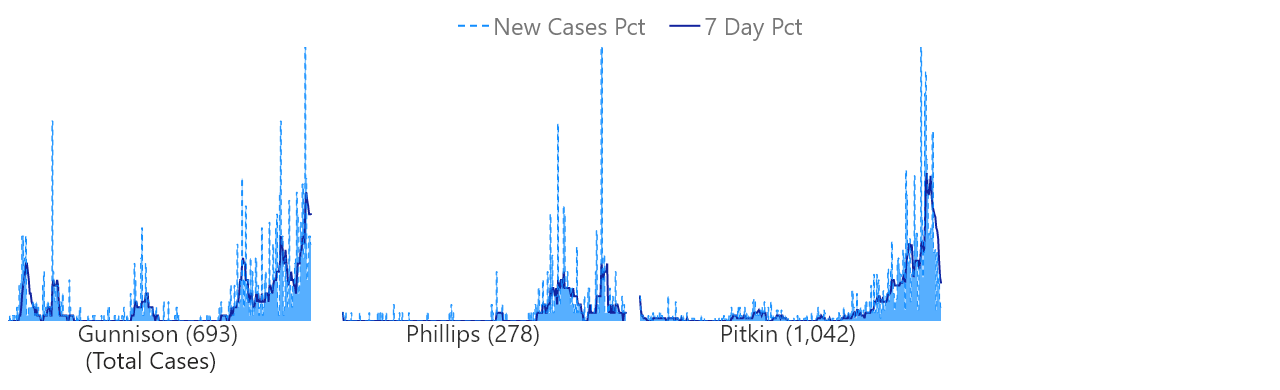 New Cases Pct 7 Day Pct
Gunnison (693) Phillips (278) Pitkin (1,042)
(Total Cases)